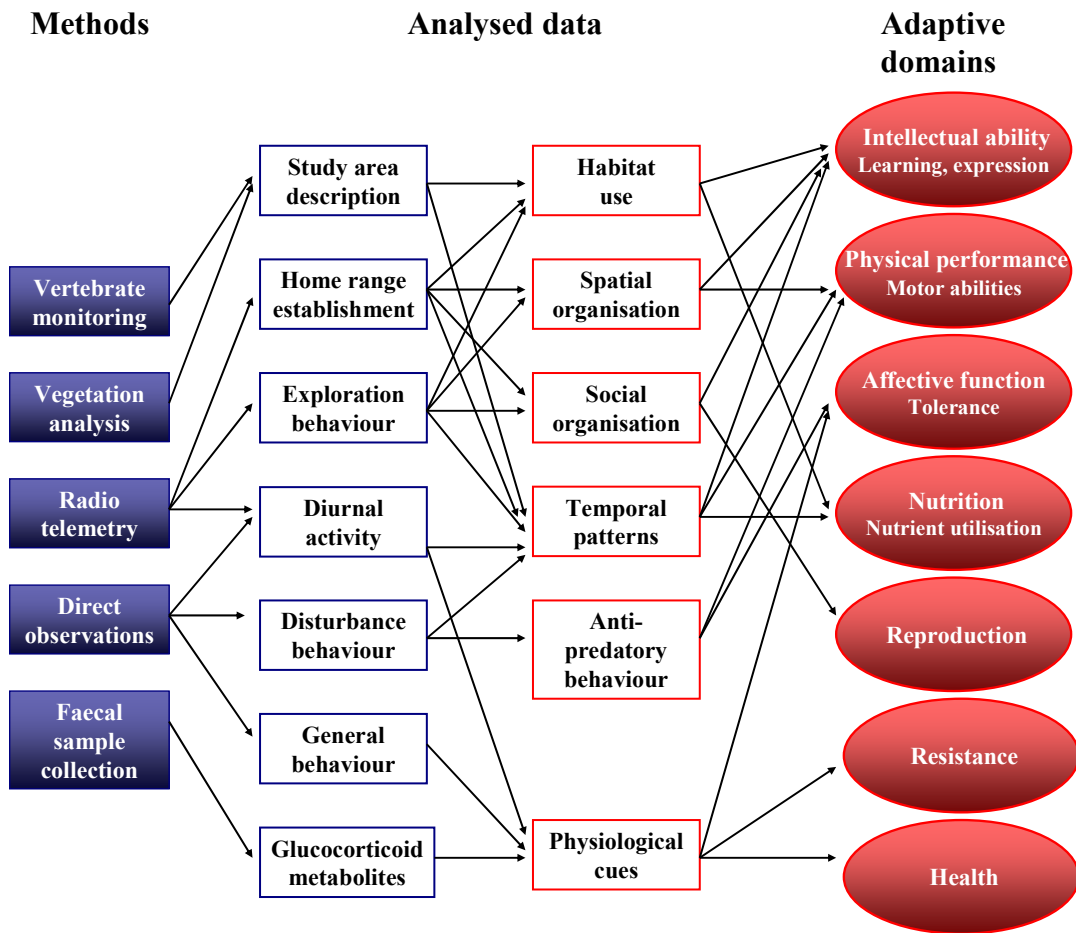 Methods
Analysed data
Adaptive
domains
Vertebrate
monitoring
Vegetation
analysis
Radio
telemetry
Direct
observations
Faecal
sample
collection
Study area
description
Home range
establishment
Exploration
behaviour
Diurnal
activity
Disturbance
behaviour
General
behaviour
Glucocorticoid
metabolites
Habitat
use
Spatial
organisation
Social
organisation
Temporal
patterns
Anti-
predatory
behaviour
Physiological
cues
Intellectual ability
Learning, expression
Physical performance
Motor abilities
Affective function
Tolerance
Nutrition
Nutrient utilisation
Reproduction
Resistance
Health